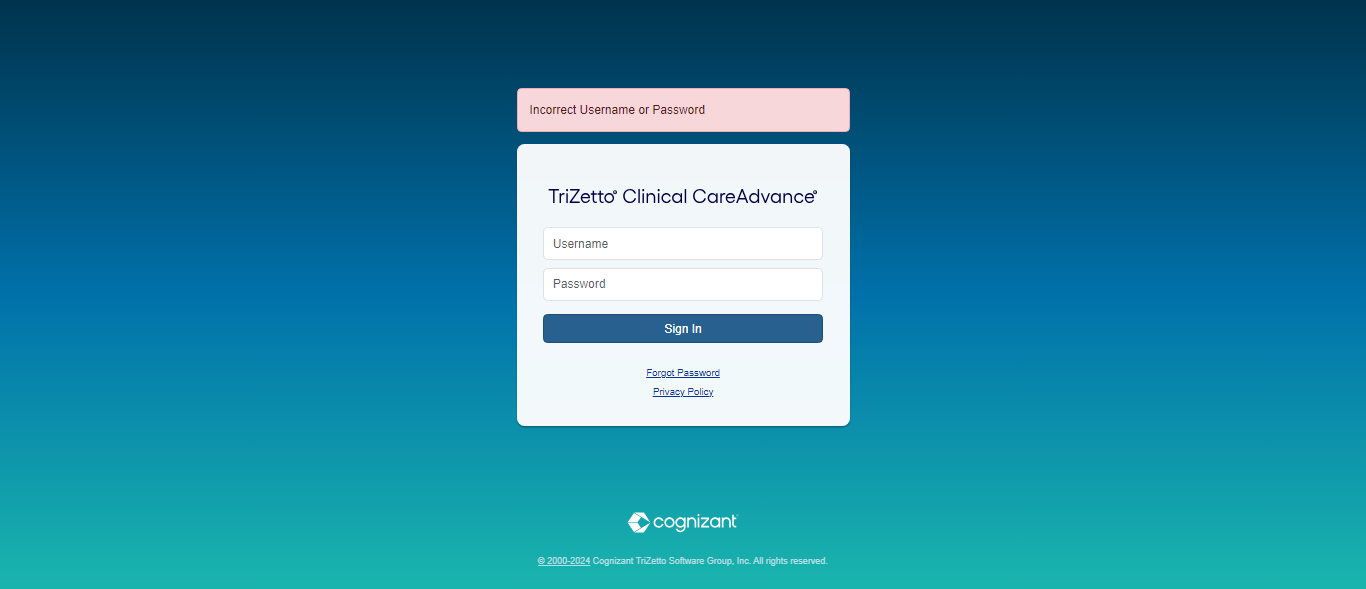 Incorrect Username or Password
TriZetto® Clinical CareAdvance®
Username
Password
Sign In
Forgot Password
Privacy Policy
cognizant
© 2000-2024 Cognizant TriZetto Software Group, Inc. All rights reserved.